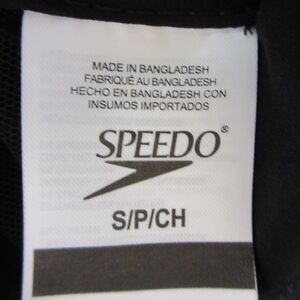 MADE IN BANGLADESH
FABRIQUÉ AU BANGLADESH
HECHO EN BANGLADESH CON
INSUMOS IMPORTADOS
SPEEDO®
S/P/CH